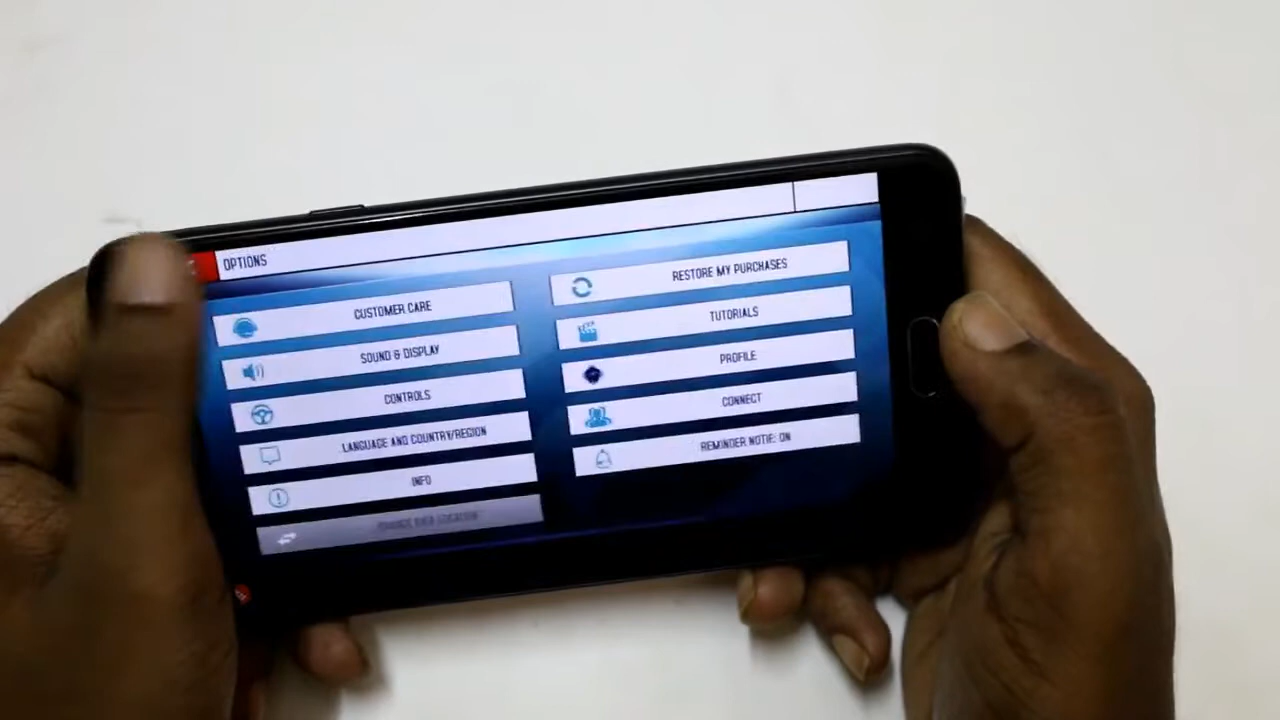 OPTIONS
CUSTOMER CARE
SOUND & DISPLAY
CONTROLS
LANGUAGE AND COUNTRY/REGION
INFO
RESTORE MY PURCHASES
TUTORIALS
PROFILE
CONNECT
REMINDER NOTIF: ON